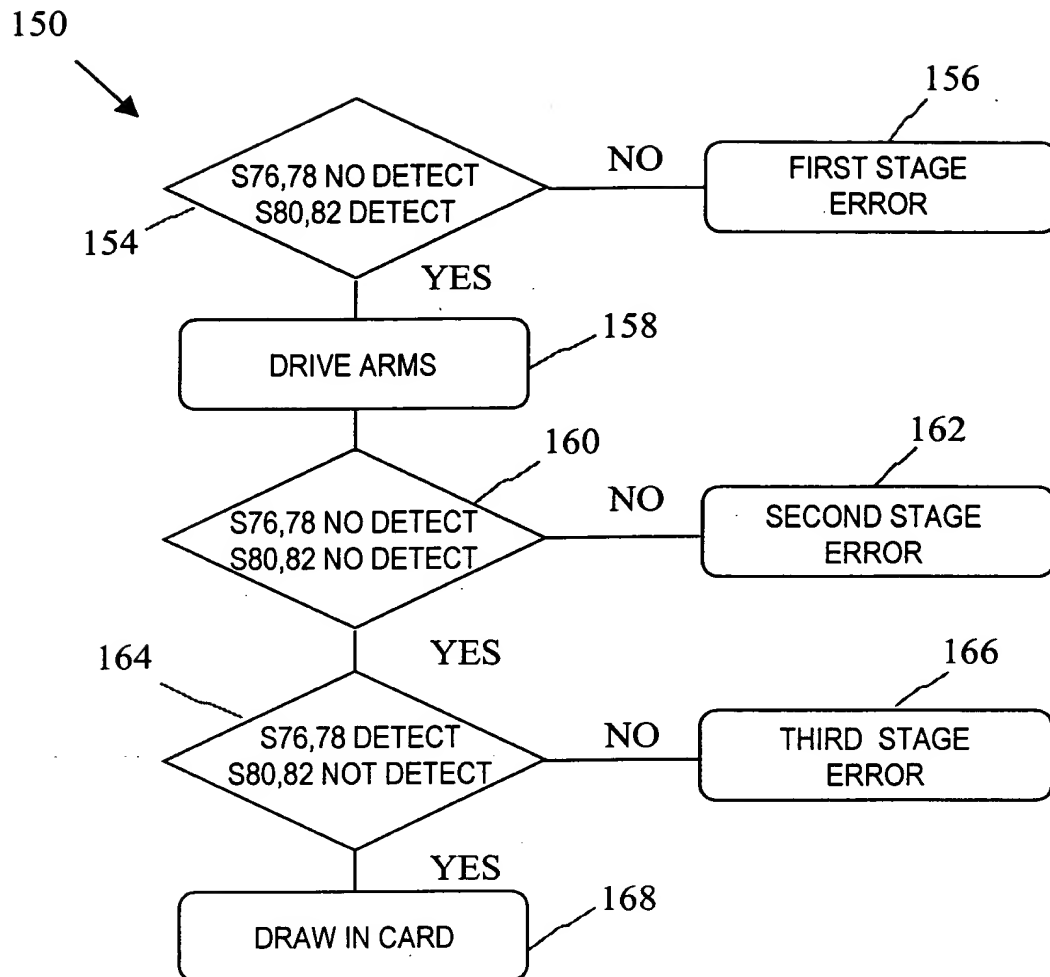 150
156
S76,78 NO DETECT
S80,82 DETECT
NO
FIRST STAGE
ERROR
154
YES
158
DRIVE ARMS
160
162
S76,78 NO DETECT
S80,82 NO DETECT
NO
SECOND STAGE
ERROR
164
YES
166
S76,78 DETECT
S80,82 NOT DETECT
NO
THIRD STAGE
ERROR
YES
168
DRAW IN CARD